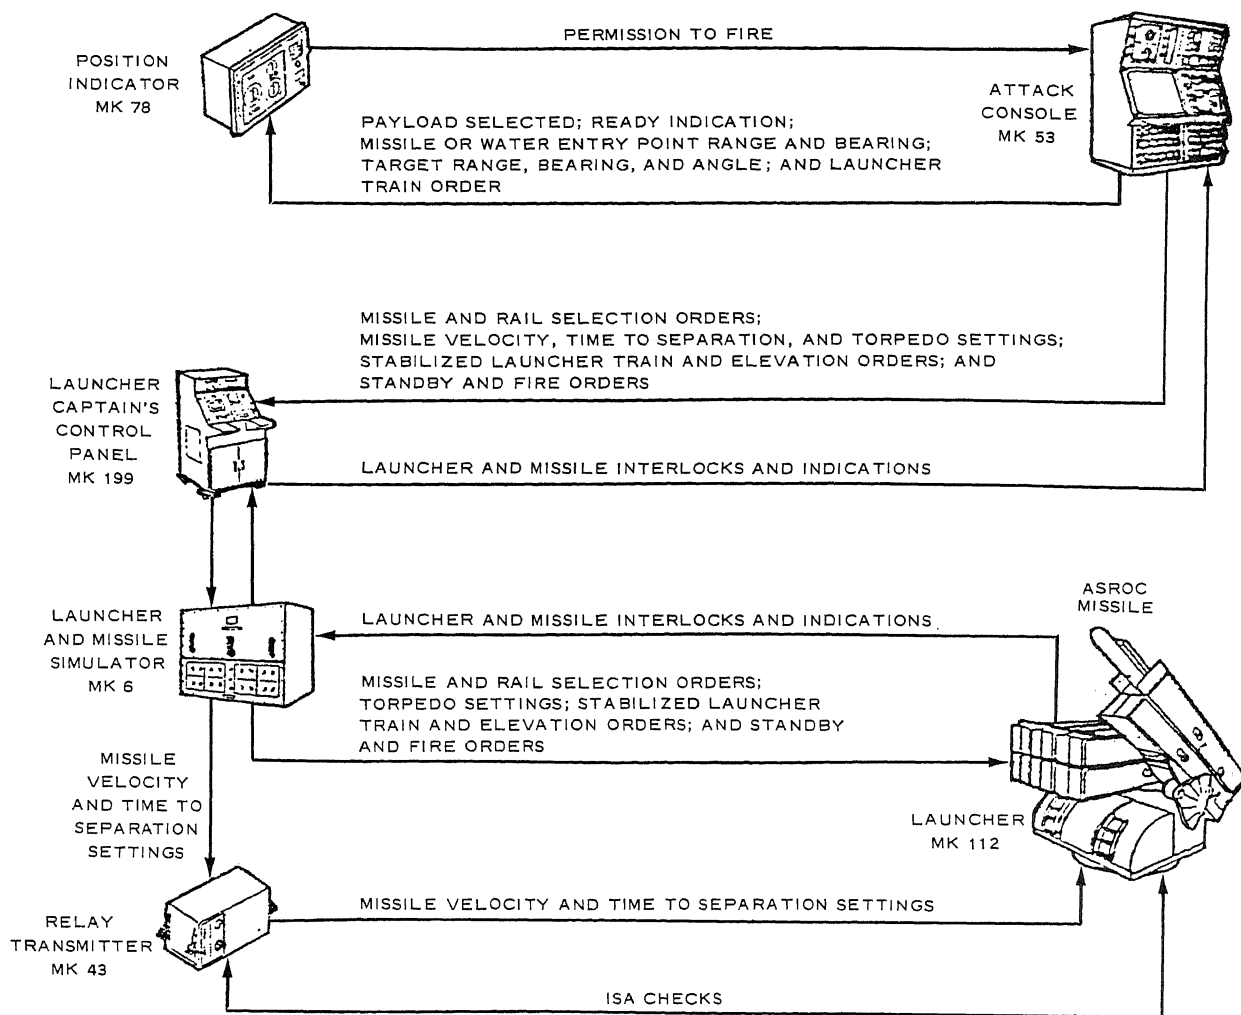 POSITION
INDICATOR
MK 78
PERMISSION TO FIRE
ATTACK
CONSOLE
MK 53
PAYLOAD SELECTED; READY INDICATION;
MISSILE OR WATER ENTRY POINT RANGE AND BEARING;
TARGET RANGE, BEARING, AND ANGLE; AND LAUNCHER
TRAIN ORDER
MISSILE AND RAIL SELECTION ORDERS;
MISSILE VELOCITY, TIME TO SEPARATION, AND TORPEDO SETTINGS;
STABILIZED LAUNCHER TRAIN AND ELEVATION ORDERS; AND
STANDBY AND FIRE ORDERS
LAUNCHER
CAPTAIN'S
CONTROL
PANEL
MK 199
LAUNCHER AND MISSILE INTERLOCKS AND INDICATIONS
LAUNCHER
AND MISSILE
SIMULATOR
MK 6
LAUNCHER AND MISSILE INTERLOCKS AND INDICATIONS
ASROC
MISSILE
MISSILE AND RAIL SELECTION ORDERS;
TORPEDO SETTINGS; STABILIZED LAUNCHER
TRAIN AND ELEVATION ORDERS; AND STANDBY
AND FIRE ORDERS
MISSILE
VELOCITY
AND TIME TO
SEPARATION
SETTINGS
LAUNCHER
MK 112
RELAY
TRANSMITTER
MK 43
MISSILE VELOCITY AND TIME TO SEPARATION SETTINGS
ISA CHECKS